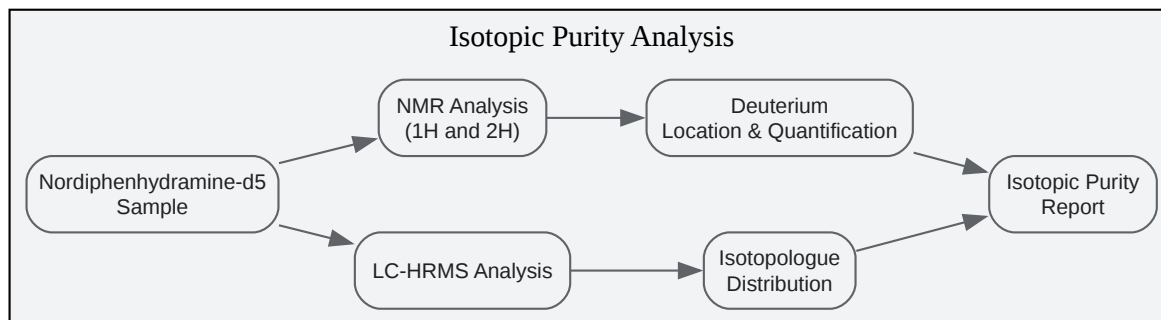 Isotopic Purity Analysis
NMR Analysis
(1H and 2H)
Deuterium
Location & Quantification
Nordiphenhydramine-d5
Sample
Isotopic Purity
Report
LC-HRMS Analysis
Isotopologue
Distribution